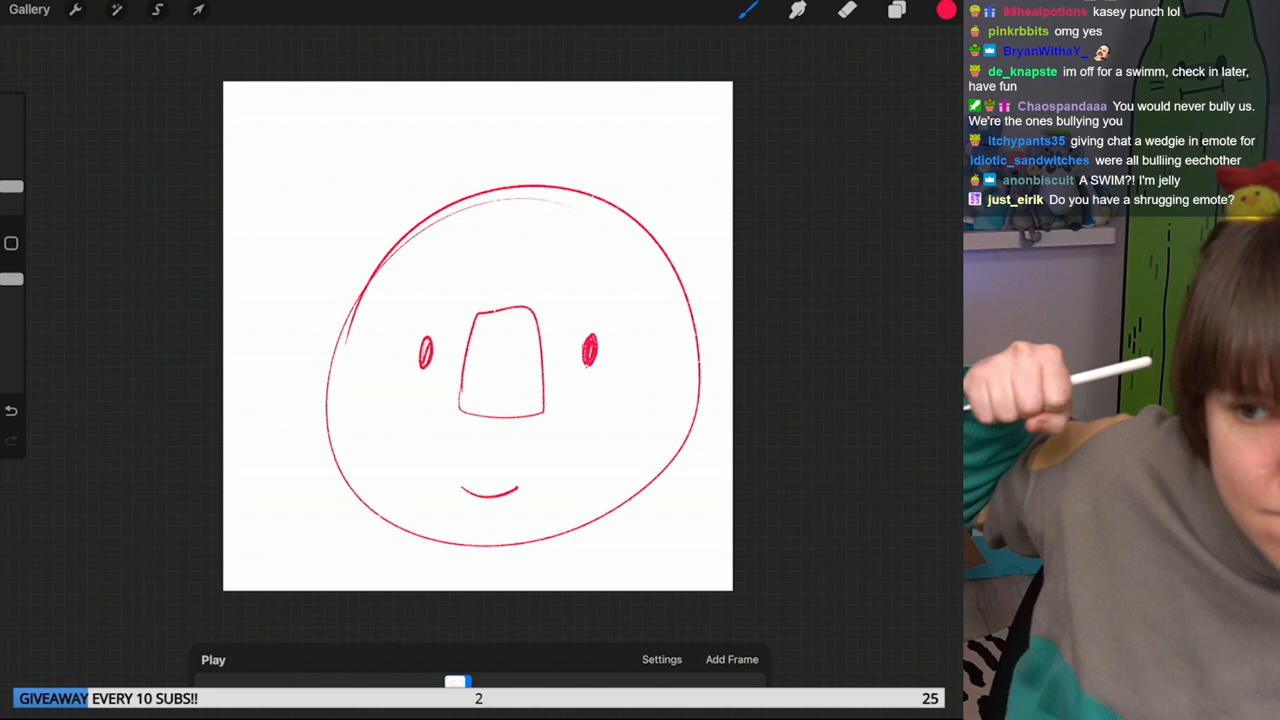 Gallery
99healpotions kasey punch lol
pinkrbbits omg yes
BryanWithaY_
de_knapste im off for a swimm, check in later,
have fun
Chaospandaaa You would never bully us.
We're the ones bullying you
itchypants35 giving chat a wedgie in emote for
idiotic_sandwitches were all bulliing eechother
anonbiscuit A SWIM?! I'm jelly
just_eirik Do you have a shrugging emote?
Play
Settings
Add Frame
GIVEAWAY EVERY 10 SUBS!!
2
25